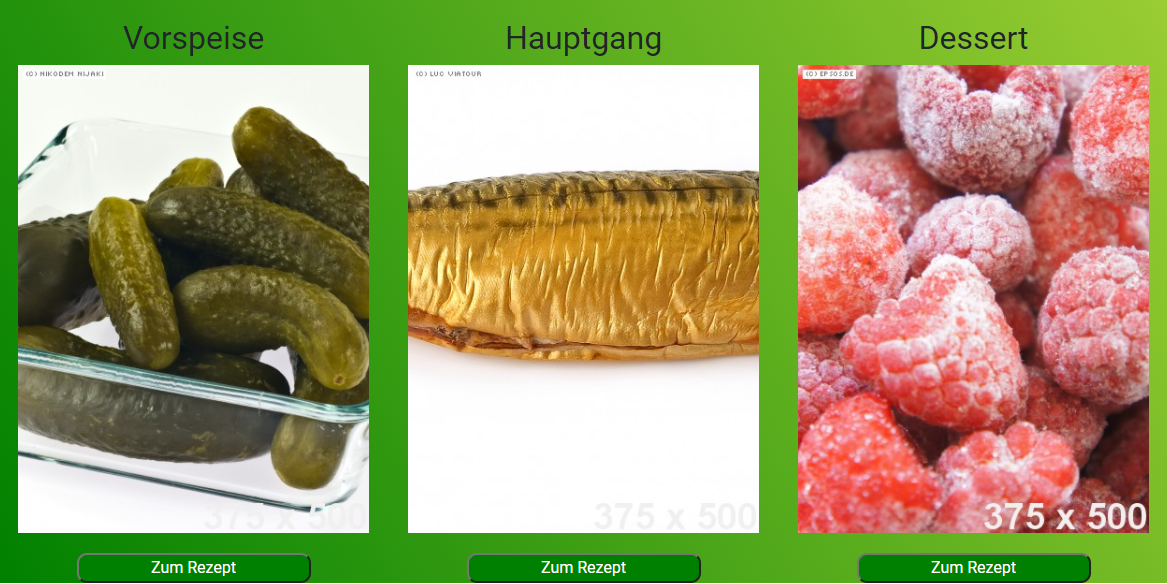 Vorspeise
Hauptgang
Dessert
(C) NIKODEM NIJAKI
(C) LUC VIATOUR
(C) EPSOS.DE
375 x 500
375 x 500
375 x 500
Zum Rezept
Zum Rezept
Zum Rezept